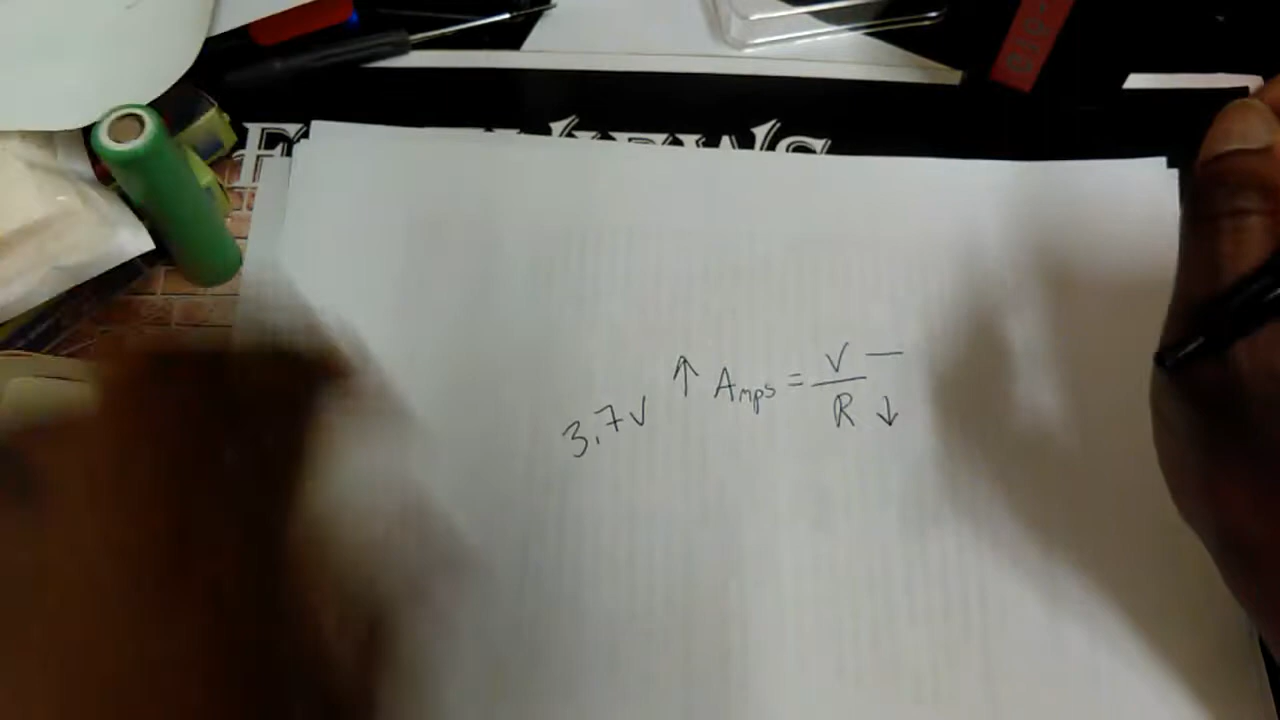 3.7V ↑ Amps = V —
R ↓